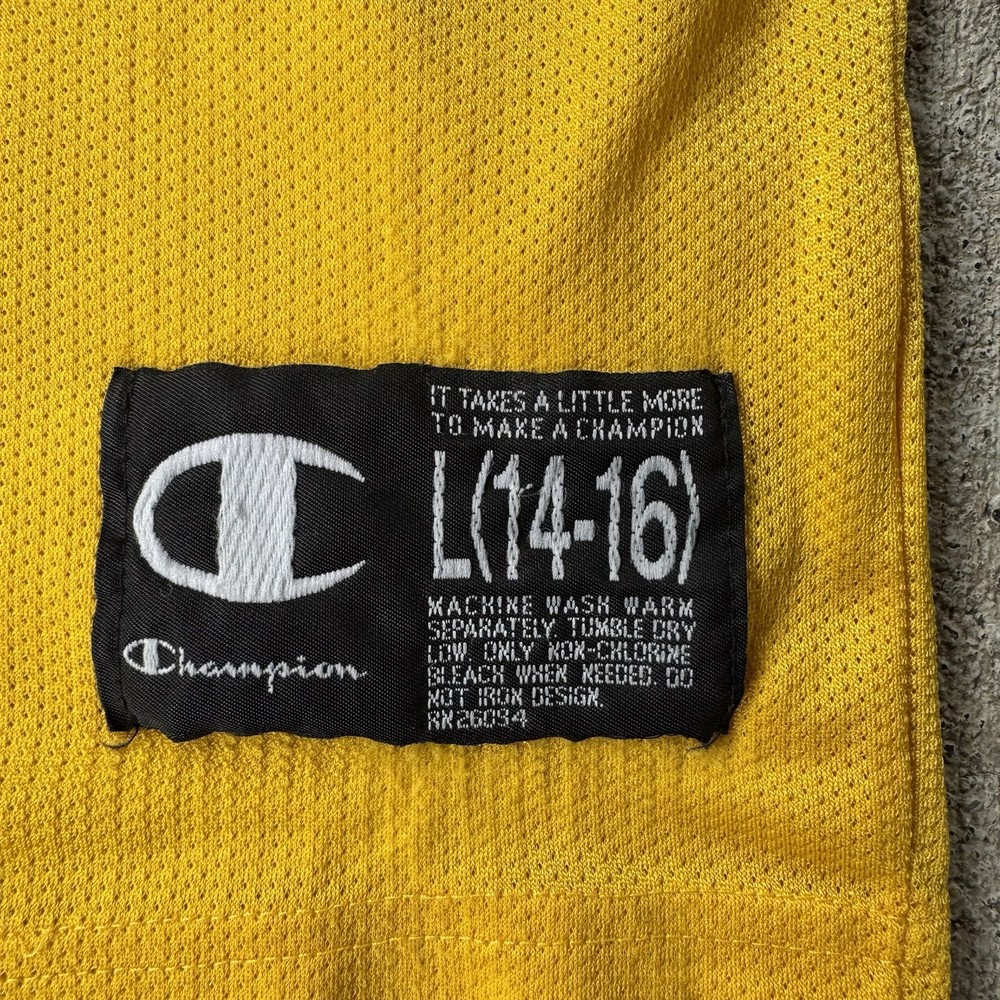 IT TAKES A LITTLE MORE
TO MAKE A CHAMPION
L(14-16)
MACHINE WASH WARM
SEPARATELY. TUMBLE DRY
LOW. ONLY NON-CHLORINE
BLEACH WHEN NEEDED. DO
NOT IRON DESIGN.
RN26094
Champion